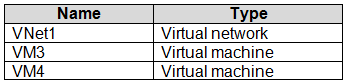 Name Type
VNet1 Virtual network
VM3 Virtual machine
VM4 Virtual machine